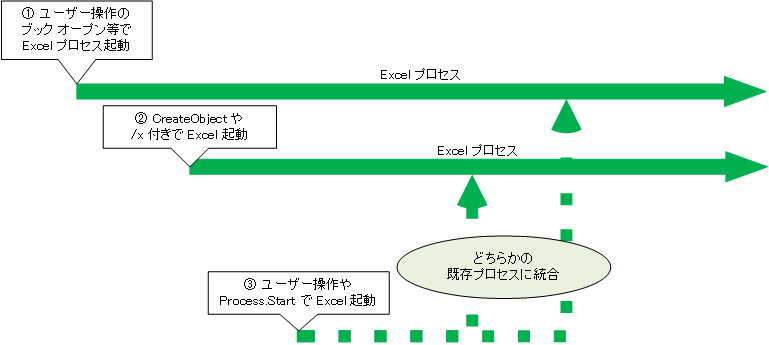 ① ユーザー操作の
ブック オープン等で
Excel プロセス起動
Excel プロセス
② CreateObject や
/x 付きで Excel 起動
Excel プロセス
どちらかの
既存プロセスに統合
③ ユーザー操作や
Process.Start で Excel 起動